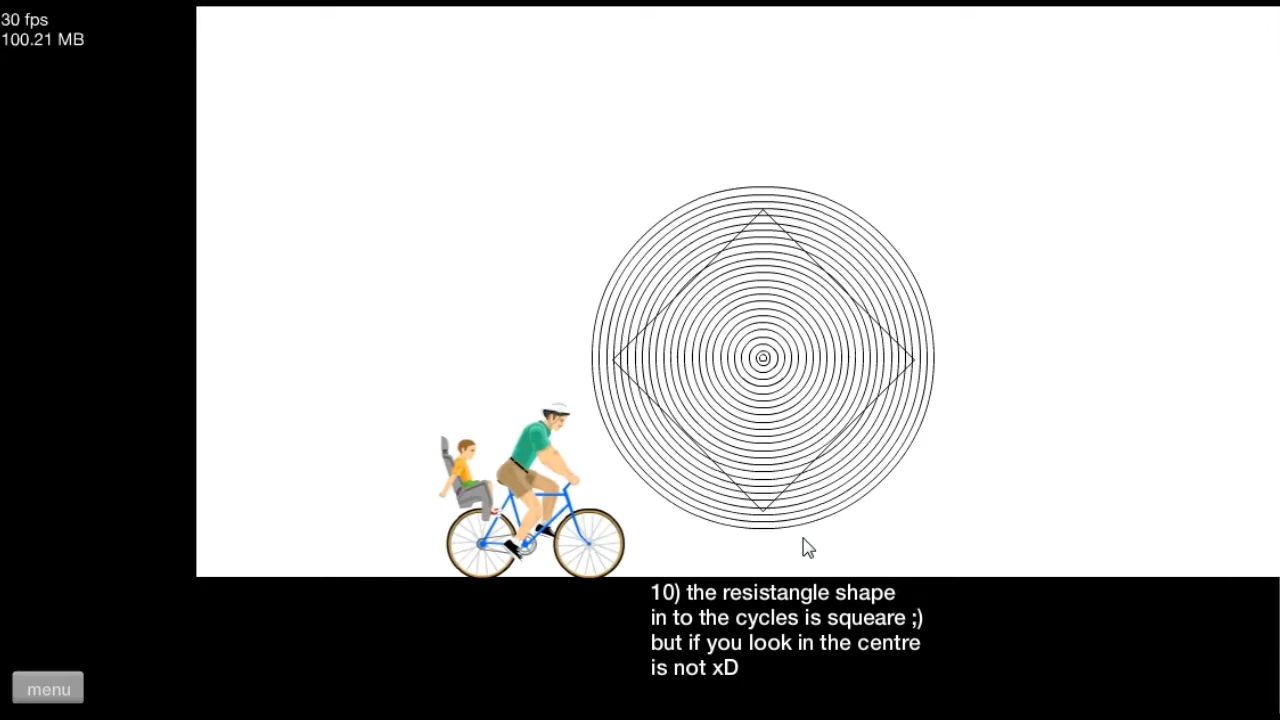 30 fps
100.21 MB
10) the resistangle shape
in to the cycles is squeare ;)
but if you look in the centre
is not xD
menu